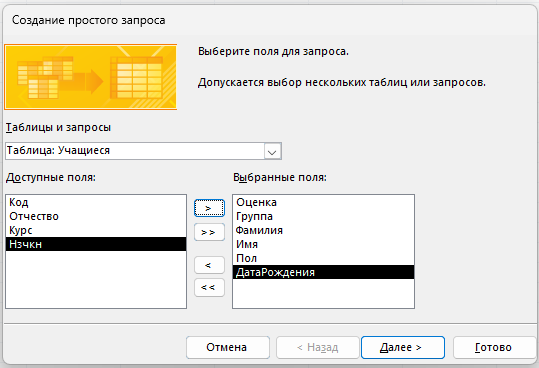 Создание простого запроса
Выберите поля для запроса.
Допускается выбор нескольких таблиц или запросов.
Таблицы и запросы
Таблица: Учащиеся
Доступные поля:
Код
Отчество
Курс
Нзчкн
>
>>
<
<<
Выбранные поля:
Оценка
Группа
Фамилия
Имя
Пол
ДатаРождения
Отмена
< Назад
Далее >
Готово